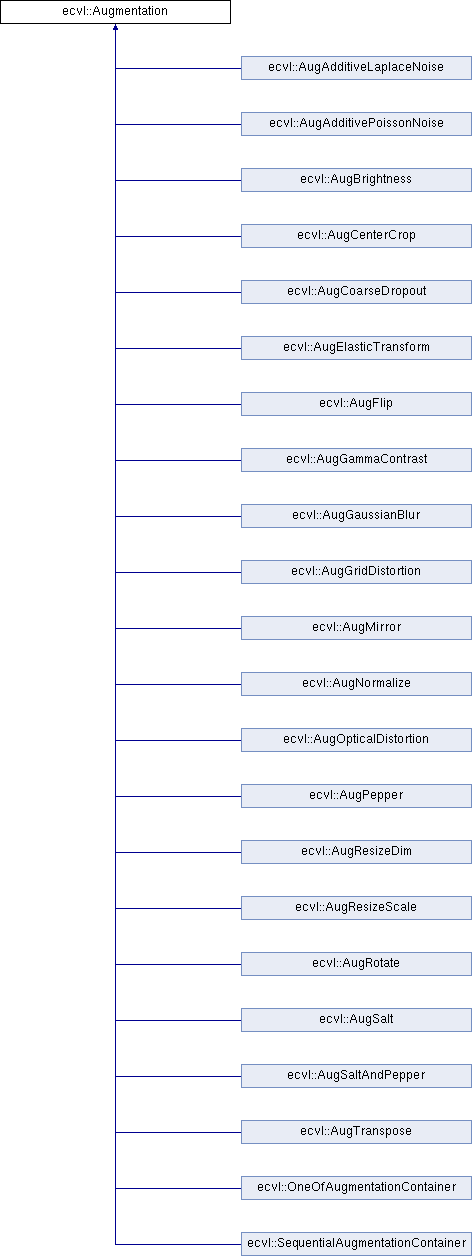 ecvl::Augmentation
ecvl::AugAdditiveLaplaceNoise
ecvl::AugAdditivePoissonNoise
ecvl::AugBrightness
ecvl::AugCenterCrop
ecvl::AugCoarseDropout
ecvl::AugElasticTransform
ecvl::AugFlip
ecvl::AugGammaContrast
ecvl::AugGaussianBlur
ecvl::AugGridDistortion
ecvl::AugMirror
ecvl::AugNormalize
ecvl::AugOpticalDistortion
ecvl::AugPepper
ecvl::AugResizeDim
ecvl::AugResizeScale
ecvl::AugRotate
ecvl::AugSalt
ecvl::AugSaltAndPepper
ecvl::AugTranspose
ecvl::OneOfAugmentationContainer
ecvl::SequentialAugmentationContainer